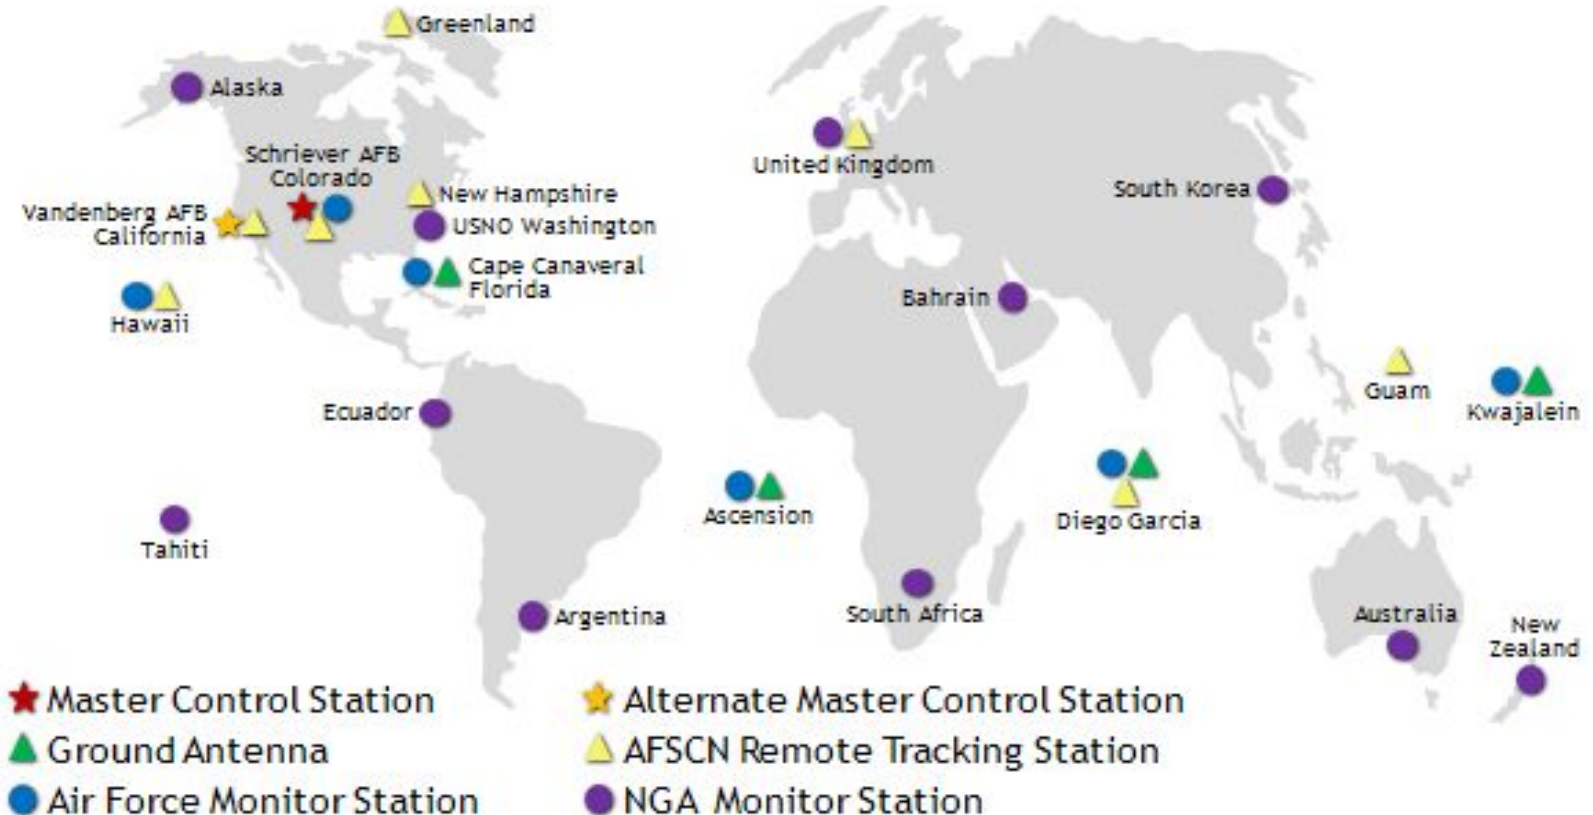 Greenland
Alaska
Schriever AFB
Colorado
New Hampshire
Vandenberg AFB
California
USNO Washington
Cape Canaveral
Florida
Hawaii
United Kingdom
South Korea
Bahrain
Guam
Kwajalein
Ecuador
Ascension
Diego Garcia
Tahiti
Argentina
South Africa
Australia
New
Zealand
Master Control Station
Alternate Master Control Station
Ground Antenna
AFSCN Remote Tracking Station
Air Force Monitor Station
NGA Monitor Station